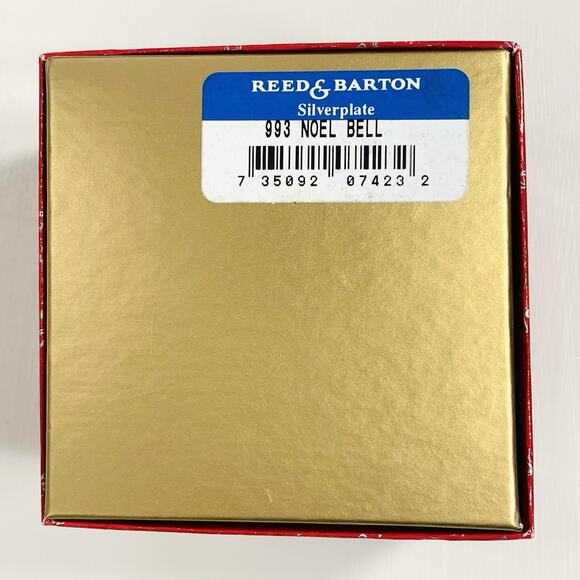 REED & BARTON
Silverplate
993 NOEL BELL
7 35092 07423 2